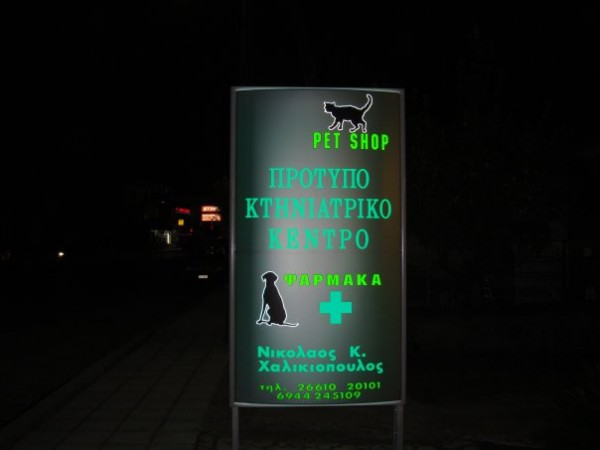 PET SHOP
ΠΡΟΤΥΠΟ
ΚΤΗΝΙΑΤΡΙΚΟ
ΚΕΝΤΡΟ
ΦΑΡΜΑΚΑ
Νικολαος Κ.
Χαλικιοπουλος
τηλ. 26610 20101
6944 245109